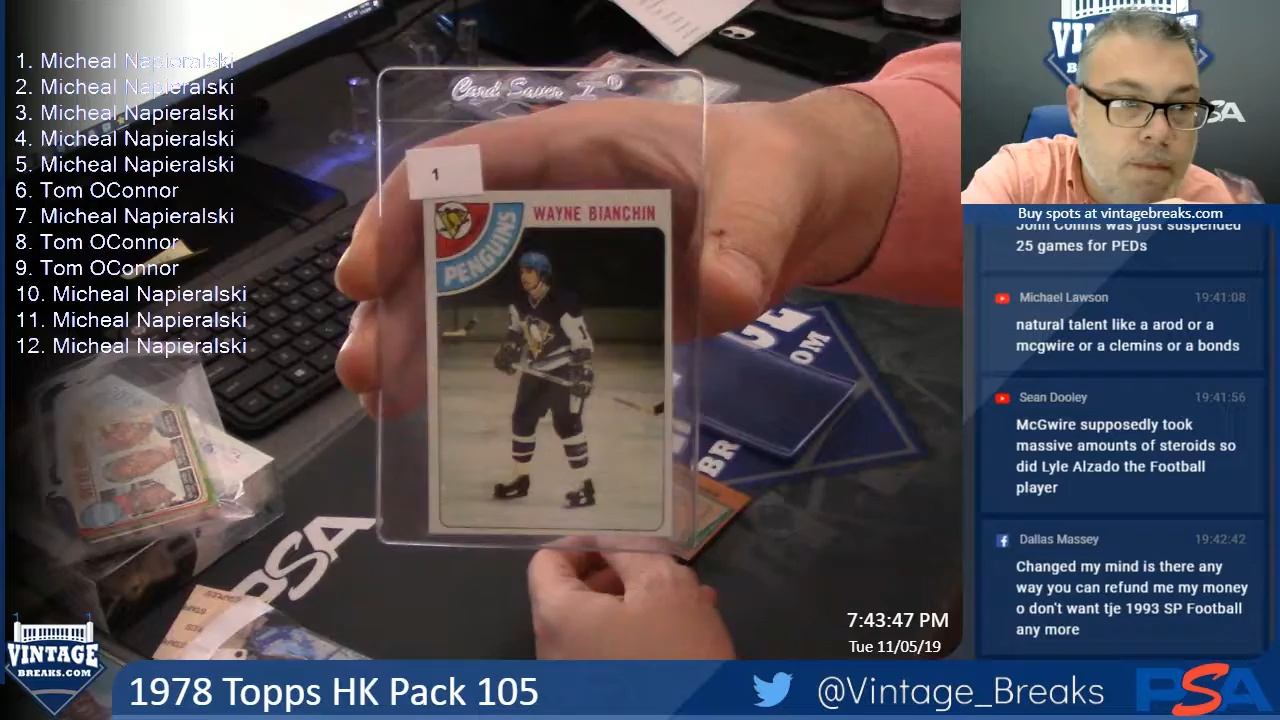 1. Micheal Napieralski
2. Micheal Napieralski
3. Micheal Napieralski
4. Micheal Napieralski
5. Micheal Napieralski
6. Tom OConnor
7. Micheal Napieralski
8. Tom OConnor
9. Tom OConnor
10. Micheal Napieralski
11. Micheal Napieralski
12. Micheal Napieralski
Card Saver I®
1
WAYNE BIANCHIN
PENGUINS
PSA
BR
OM
VINTAGE
BREAKS.COM
1978 Topps HK Pack 105
7:43:47 PM
Tue 11/05/19
@Vintage_Breaks
PSA
SA
Buy spots at vintagebreaks.com
John Collins was just suspended
25 games for PEDs
Michael Lawson 19:41:08
natural talent like a arod or a
mcgwire or a clemins or a bonds
Sean Dooley 19:41:56
McGwire supposedly took
massive amounts of steroids so
did Lyle Alzado the Football
player
Dallas Massey 19:42:42
Changed my mind is there any
way you can refund me my money
o don't want tje 1993 SP Football
any more